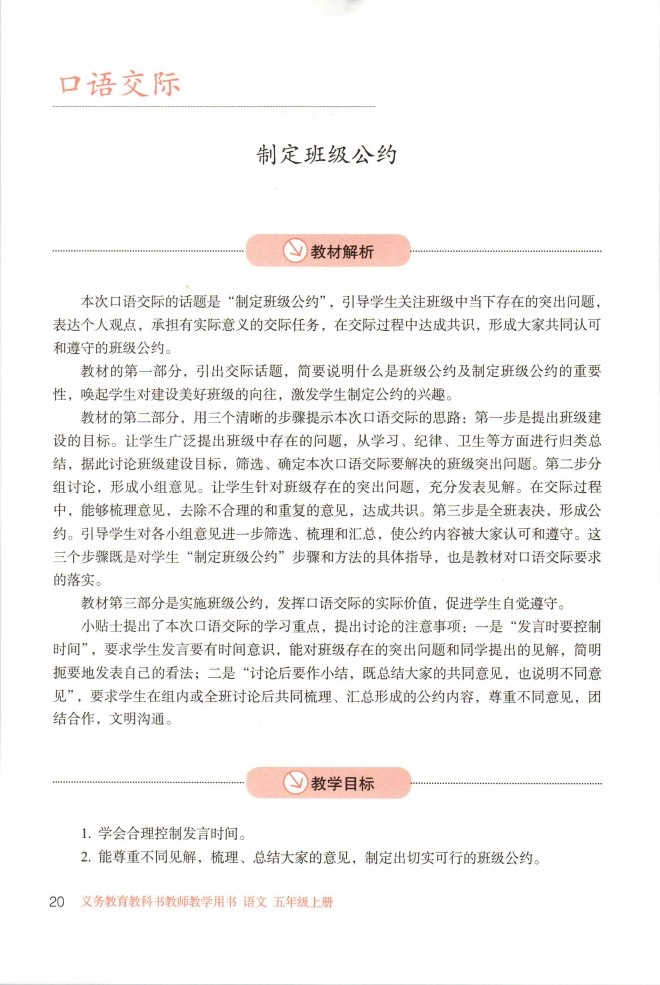 口语交际
制定班级公约
教材解析
本次口语交际的话题是“制定班级公约”，引导学生关注班级中当下存在的突出问题，
表达个人观点，承担有实际意义的交际任务，在交际过程中达成共识，形成大家共同认可
和遵守的班级公约。
教材的第一部分，引出交际话题，简要说明什么是班级公约及制定班级公约的重要
性，唤起学生对建设美好班级的向往，激发学生制定公约的兴趣。
教材的第二部分，用三个清晰的步骤提示本次口语交际的思路：第一步是提出班级建
设的目标。让学生广泛提出班级中存在的问题，从学习、纪律、卫生等方面进行归类总
结，据此讨论班级建设目标，筛选、确定本次口语交际要解决的班级突出问题。第二步分
组讨论，形成小组意见。让学生针对班级存在的突出问题，充分发表见解。在交际过程
中，能够梳理意见，去除不合理的和重复的意见，达成共识。第三步是全班表决，形成公
约。引导学生对各小组意见进一步筛选、梳理和汇总，使公约内容被大家认可和遵守。这
三个步骤既是对学生“制定班级公约”步骤和方法的具体指导，也是教材对口语交际要求
的落实。
教材第三部分是实施班级公约，发挥口语交际的实际价值，促进学生自觉遵守。
小贴士提出了本次口语交际的学习重点，提出讨论的注意事项：一是“发言时要控制
时间”，要求学生发言要有时间意识，能对班级存在的突出问题和同学提出的见解，简明
扼要地发表自己的看法；二是“讨论后要作小结，既总结大家的共同意见，也说明不同意
见”，要求学生在组内或全班讨论后共同梳理、汇总形成的公约内容，尊重不同意见，团
结合作，文明沟通。
教学目标
1. 学会合理控制发言时间。
2. 能尊重不同见解，梳理、总结大家的意见，制定出切实可行的班级公约。
20 义务教育教科书教师教学用书 语文 五年级上册